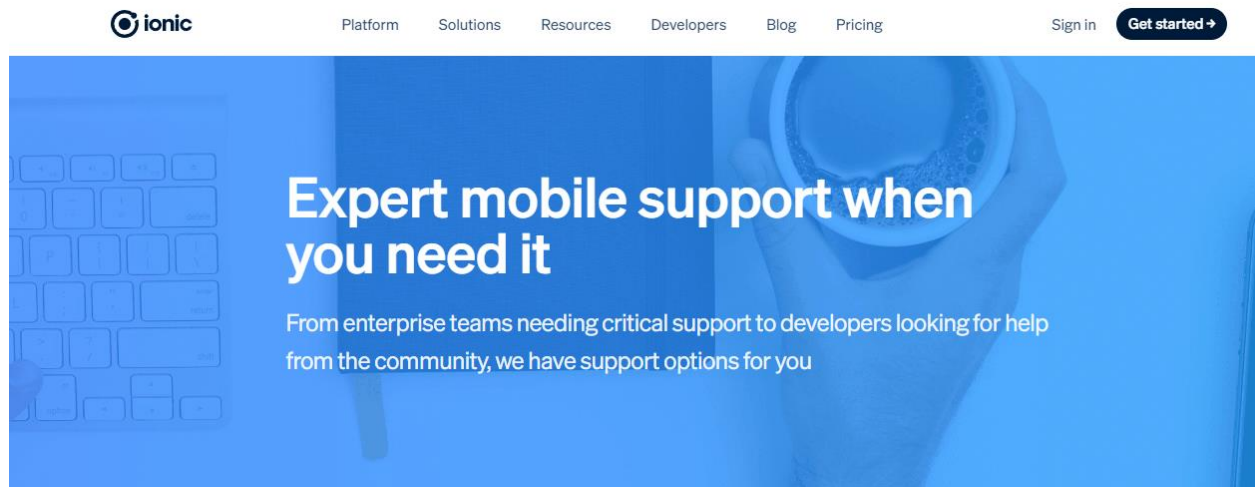 ionic
Platform Solutions Resources Developers Blog Pricing Sign in Get started →
Expert mobile support when
you need it
From enterprise teams needing critical support to developers looking for help
from the community, we have support options for you